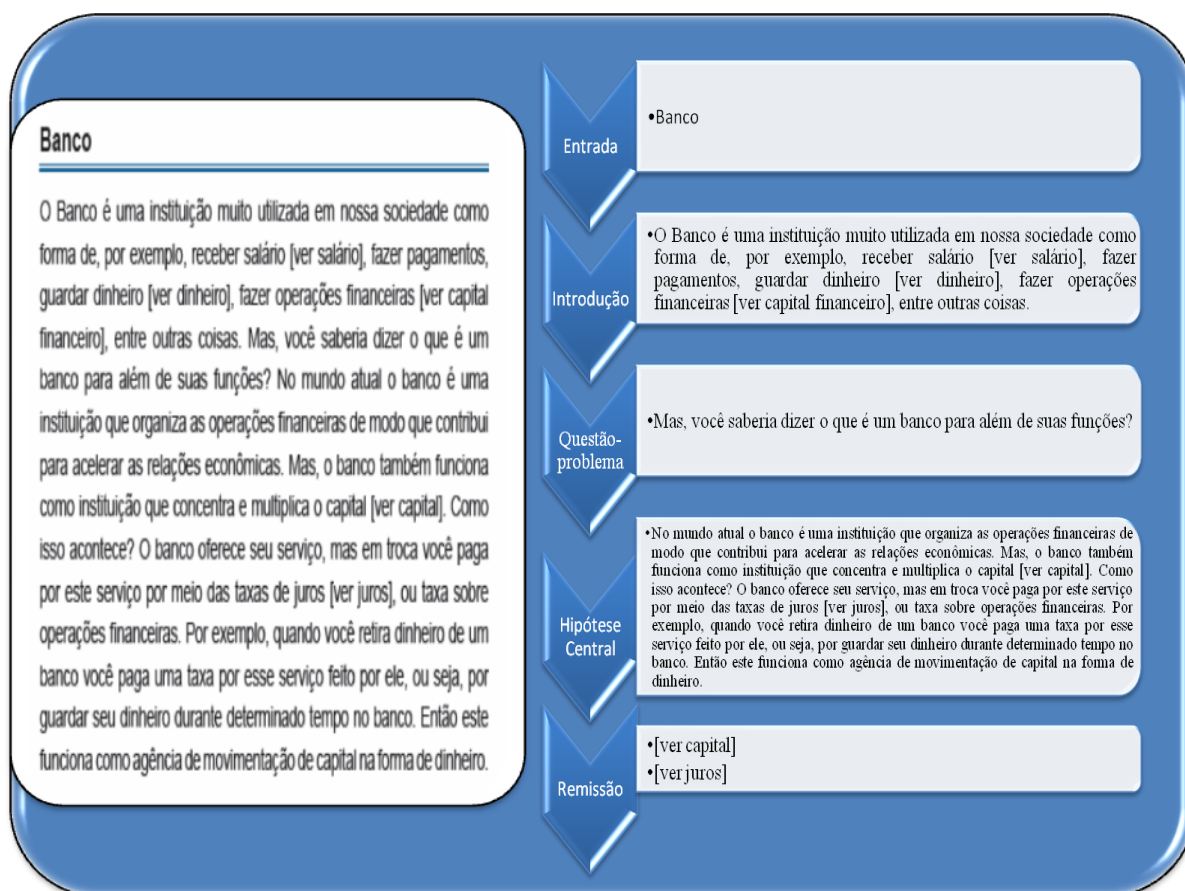 Banco
O Banco é uma instituição muito utilizada em nossa sociedade como
forma de, por exemplo, receber salário [ver salário], fazer pagamentos,
guardar dinheiro [ver dinheiro], fazer operações financeiras [ver capital
financeiro], entre outras coisas. Mas, você saberia dizer o que é um
banco para além de suas funções? No mundo atual o banco é uma
instituição que organiza as operações financeiras de modo que contribui
para acelerar as relações econômicas. Mas, o banco também funciona
como instituição que concentra e multiplica o capital [ver capital]. Como
isso acontece? O banco oferece seu serviço, mas em troca você paga
por este serviço por meio das taxas de juros [ver juros], ou taxa sobre
operações financeiras. Por exemplo, quando você retira dinheiro de um
banco você paga uma taxa por esse serviço feito por ele, ou seja, por
guardar seu dinheiro durante determinado tempo no banco. Então este
funciona como agência de movimentação de capital na forma de dinheiro.
Entrada
•Banco
Introdução
•O Banco é uma instituição muito utilizada em nossa sociedade como
forma de, por exemplo, receber salário [ver salário], fazer
pagamentos, guardar dinheiro [ver dinheiro], fazer operações
financeiras [ver capital financeiro], entre outras coisas.
Questão-
problema
•Mas, você saberia dizer o que é um banco para além de suas funções?
Hipótese
Central
•No mundo atual o banco é uma instituição que organiza as operações financeiras de
modo que contribui para acelerar as relações econômicas. Mas, o banco também
funciona como instituição que concentra e multiplica o capital [ver capital]. Como
isso acontece? O banco oferece seu serviço, mas em troca você paga por este serviço
por meio das taxas de juros [ver juros], ou taxa sobre operações financeiras. Por
exemplo, quando você retira dinheiro de um banco você paga uma taxa por esse
serviço feito por ele, ou seja, por guardar seu dinheiro durante determinado tempo no
banco. Então este funciona como agência de movimentação de capital na forma de
dinheiro.
Remissão
•[ver capital]
•[ver juros]